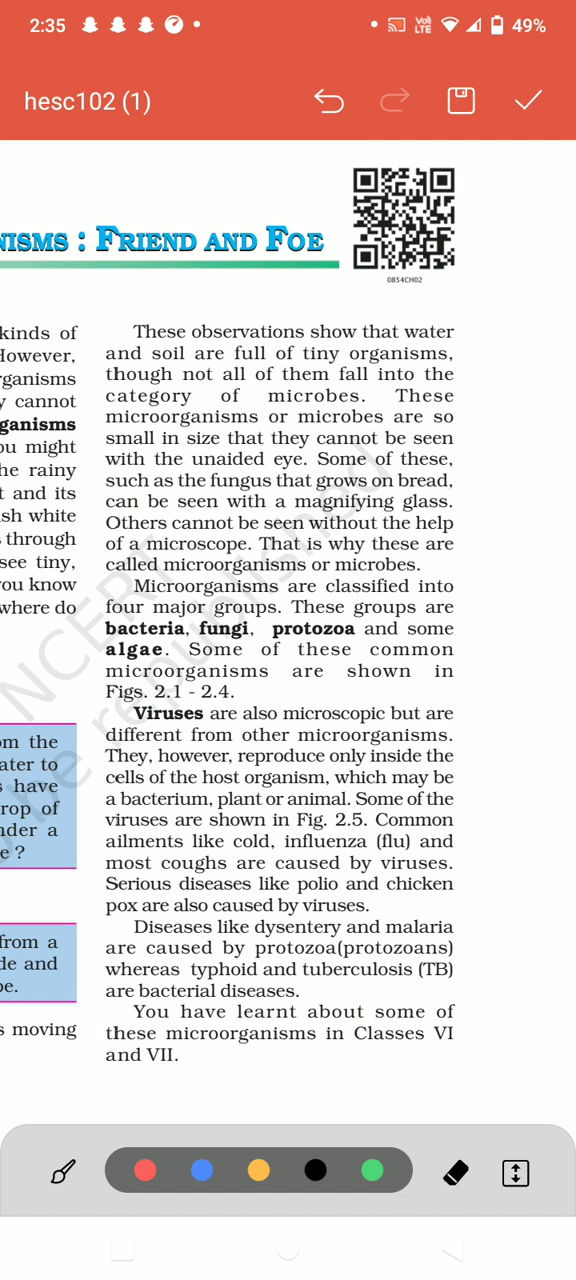 2:35
VoD LTE
49%
hesc102 (1)
NISMS : FRIEND AND FOE
0854CH02
kinds of
However,
rganisms
y cannot
ganisms
ou might
he rainy
t and its
sh white
through
see tiny,
you know
where do
om the
ater to
s have
rop of
nder a
e ?
from a
de and
pe.
s moving
These observations show that water
and soil are full of tiny organisms,
though not all of them fall into the
category of microbes. These
microorganisms or microbes are so
small in size that they cannot be seen
with the unaided eye. Some of these,
such as the fungus that grows on bread,
can be seen with a magnifying glass.
Others cannot be seen without the help
of a microscope. That is why these are
called microorganisms or microbes.
Microorganisms are classified into
four major groups. These groups are
bacteria, fungi, protozoa and some
algae. Some of these common
microorganisms are shown in
Figs. 2.1 - 2.4.
Viruses are also microscopic but are
different from other microorganisms.
They, however, reproduce only inside the
cells of the host organism, which may be
a bacterium, plant or animal. Some of the
viruses are shown in Fig. 2.5. Common
ailments like cold, influenza (flu) and
most coughs are caused by viruses.
Serious diseases like polio and chicken
pox are also caused by viruses.
Diseases like dysentery and malaria
are caused by protozoa(protozoans)
whereas typhoid and tuberculosis (TB)
are bacterial diseases.
You have learnt about some of
these microorganisms in Classes VI
and VII.
NCERT
be republished